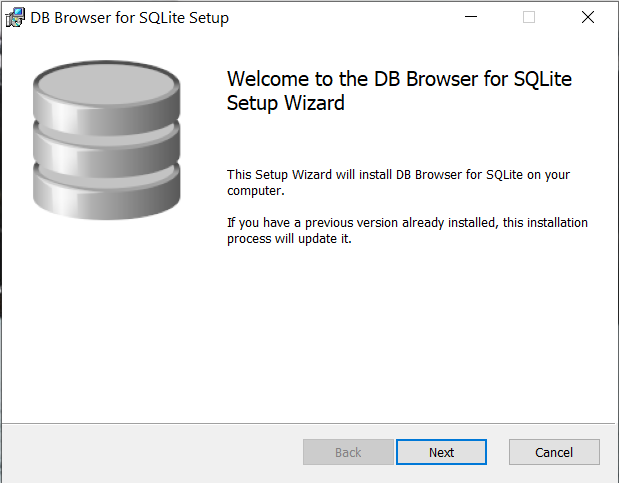 DB Browser for SQLite Setup
Welcome to the DB Browser for SQLite
Setup Wizard
This Setup Wizard will install DB Browser for SQLite on your
computer.
If you have a previous version already installed, this installation
process will update it.
Back
Next
Cancel